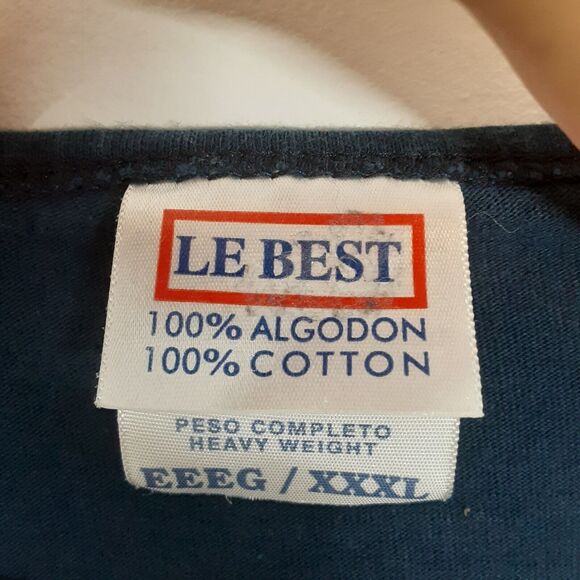 LE BEST
100% ALGODON
100% COTTON
PESO COMPLETO
HEAVY WEIGHT
EEEG / XXXL